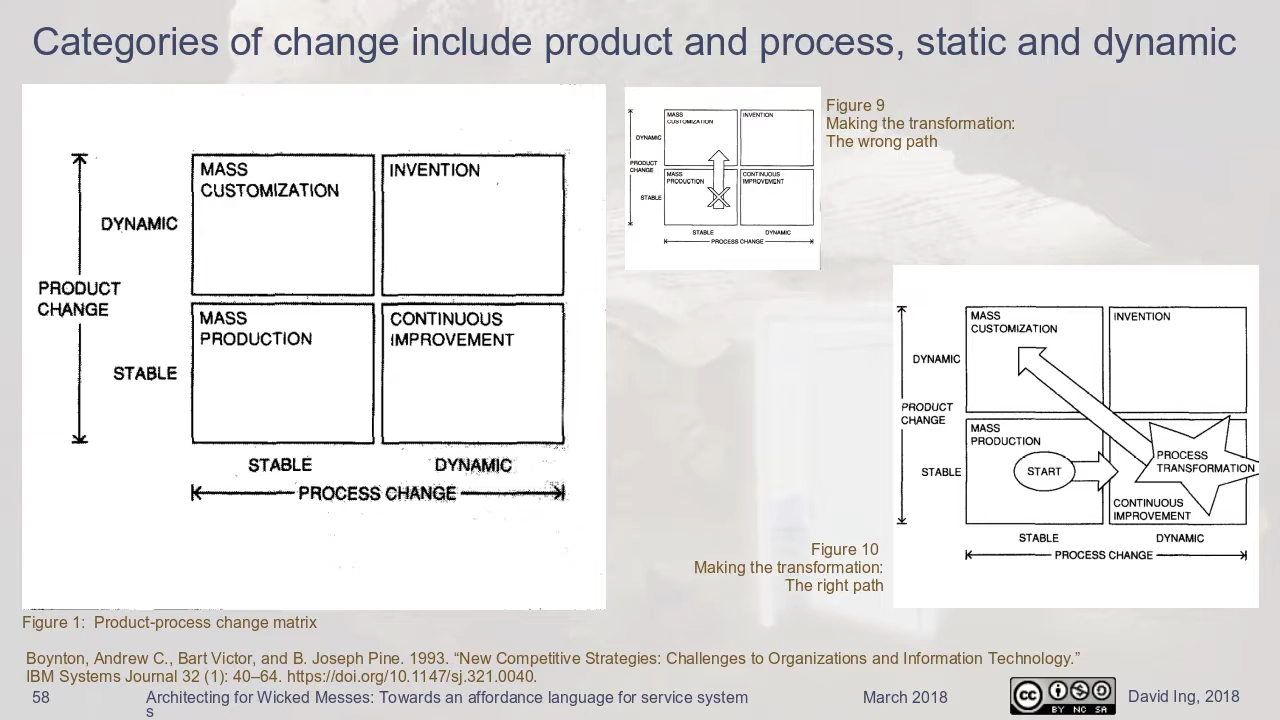 Categories of change include product and process, static and dynamic
MASS
CUSTOMIZATION
INVENTION
DYNAMIC
PRODUCT
CHANGE
MASS
PRODUCTION
CONTINUOUS
IMPROVEMENT
STABLE
STABLE
DYNAMIC
PROCESS CHANGE
Figure 1: Product-process change matrix
Figure 9
Making the transformation:
The wrong path
MASS
CUSTOMIZATION
INVENTION
DYNAMIC
PRODUCT
CHANGE
MASS
PRODUCTION
CONTINUOUS
IMPROVEMENT
STABLE
STABLE
DYNAMIC
PROCESS CHANGE
Figure 10
Making the transformation:
The right path
MASS
CUSTOMIZATION
INVENTION
DYNAMIC
PRODUCT
CHANGE
MASS
PRODUCTION
START
PROCESS
TRANSFORMATION
STABLE
CONTINUOUS
IMPROVEMENT
STABLE
DYNAMIC
PROCESS CHANGE
Boynton, Andrew C., Bart Victor, and B. Joseph Pine. 1993. “New Competitive Strategies: Challenges to Organizations and Information Technology.”
IBM Systems Journal 32 (1): 40–64. https://doi.org/10.1147/sj.321.0040.
58
Architecting for Wicked Messes: Towards an affordance language for service system
s
March 2018
cc
BY NC SA
David Ing, 2018